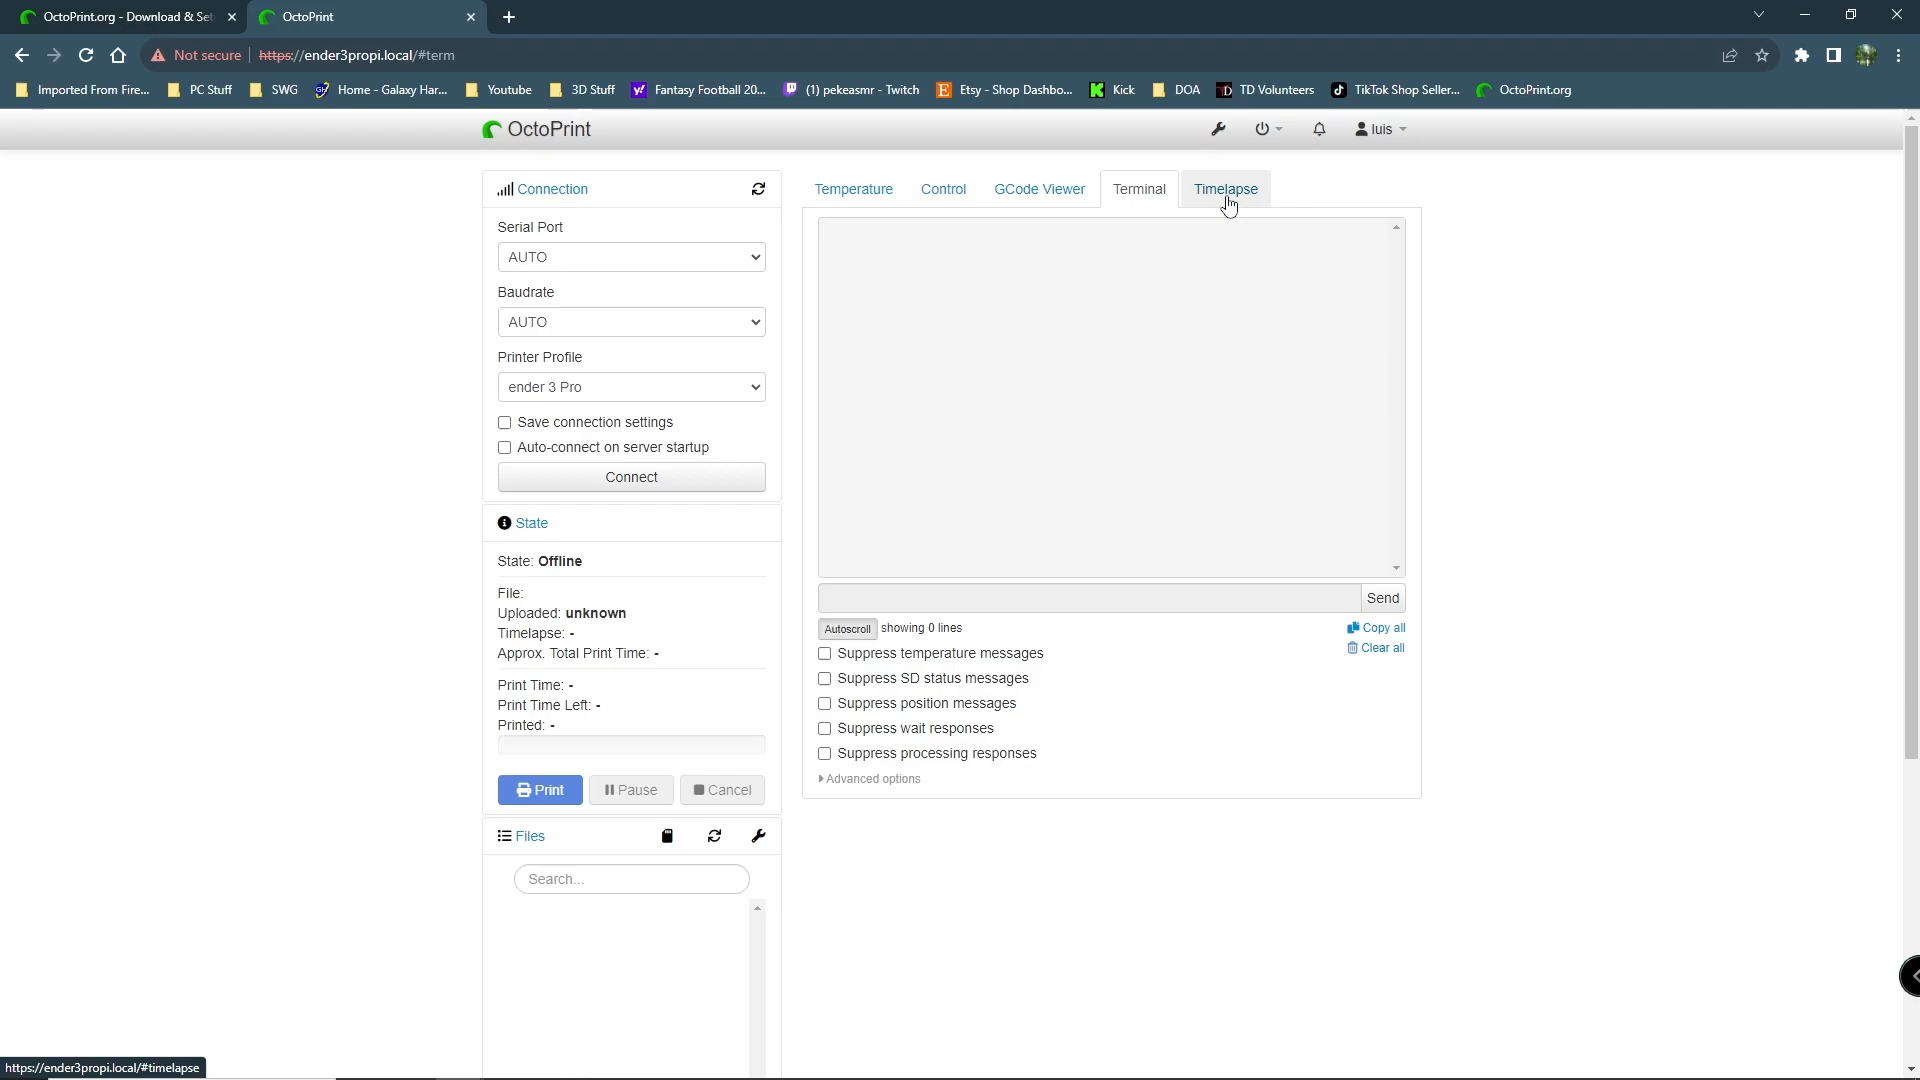 OctoPrint.org - Download & Set
OctoPrint
Not secure
https://ender3propi.local/#term
Imported From Fire...
PC Stuff
SWG
Home - Galaxy Har...
Youtube
3D Stuff
Fantasy Football 20...
(1) pekeasmr - Twitch
Etsy - Shop Dashbo...
Kick
DOA
TD Volunteers
TikTok Shop Seller...
OctoPrint.org
OctoPrint
luis
Connection
Serial Port
AUTO
Baudrate
AUTO
Printer Profile
ender 3 Pro
Save connection settings
Auto-connect on server startup
Connect
State
State: Offline
File:
Uploaded: unknown
Timelapse: -
Approx. Total Print Time: -
Print Time: -
Print Time Left: -
Printed: -
Print
Pause
Cancel
Files
Search...
Temperature
Control
GCode Viewer
Terminal
Timelapse
Send
Autoscroll
showing 0 lines
Copy all
Clear all
Suppress temperature messages
Suppress SD status messages
Suppress position messages
Suppress wait responses
Suppress processing responses
Advanced options
https://ender3propi.local/#timelapse